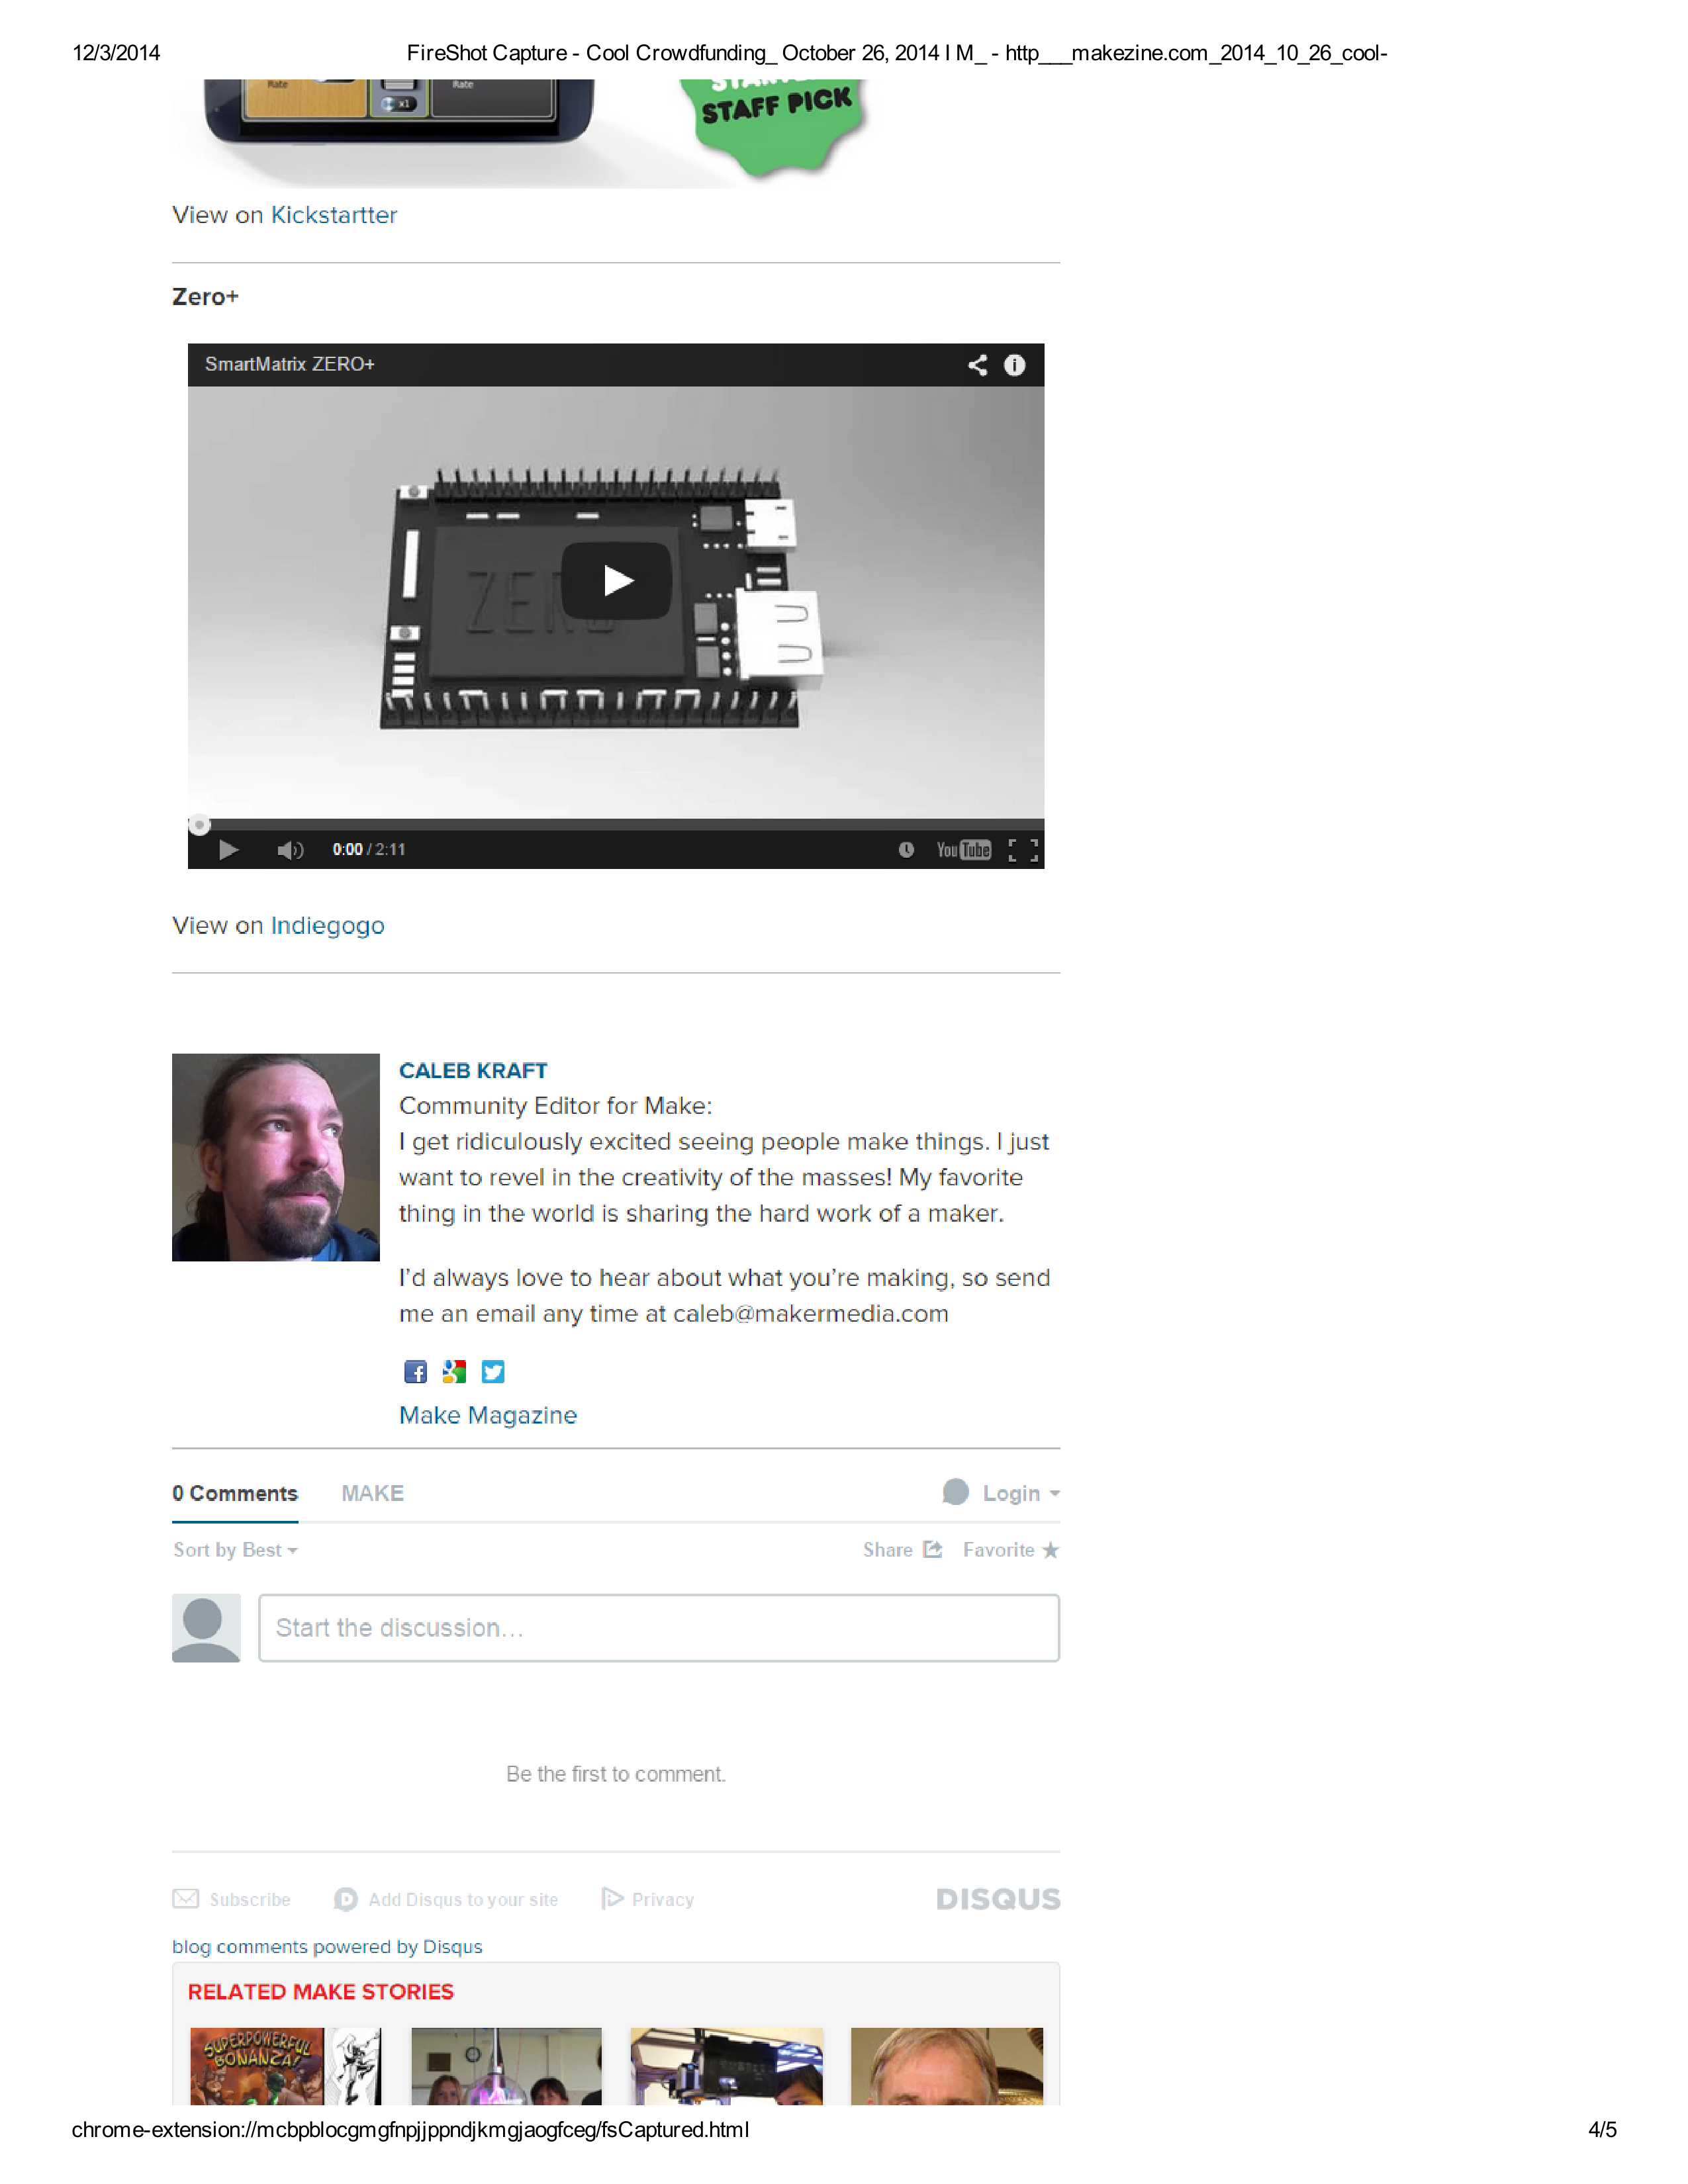 12/3/2014
FireShot Capture - Cool Crowdfunding_ October 26, 2014 I M_ - http___makezine.com_2014_10_26_cool-
Rate
x1
Rate
STAFF PICK
View on Kickstartter
Zero+
SmartMatrix ZERO+
ZERO
0:00 / 2:11
YouTube
View on Indiegogo
CALEB KRAFT
Community Editor for Make:
I get ridiculously excited seeing people make things. I just
want to revel in the creativity of the masses! My favorite
thing in the world is sharing the hard work of a maker.
I’d always love to hear about what you’re making, so send
me an email any time at caleb@makermedia.com
Make Magazine
0 Comments MAKE Login
Sort by Best Share Favorite
Start the discussion…
Be the first to comment.
Subscribe Add Disqus to your site Privacy DISQUS
blog comments powered by Disqus
RELATED MAKE STORIES
SUPERPOWERFUL
BONANZA!
chrome-extension://mcbpblocgmgfnpjjppndjkmgjaogfceg/fsCaptured.html
4/5